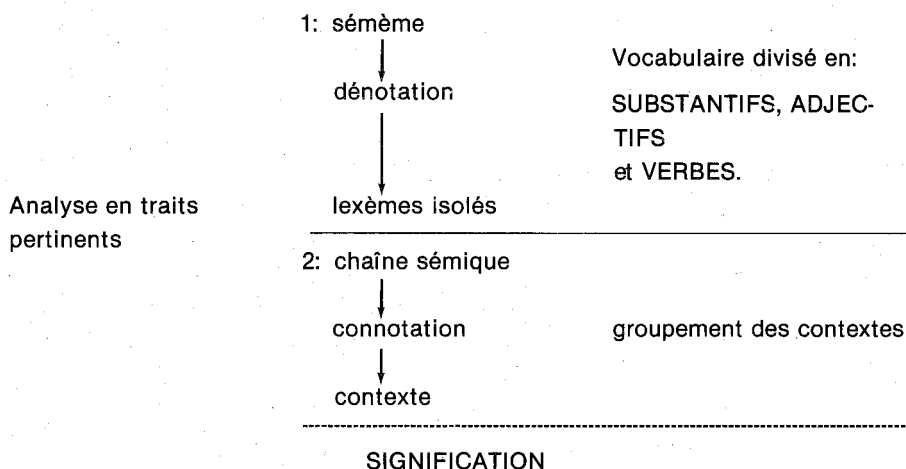 1: sémème
dénotation
lexèmes isolés
Vocabulaire divisé en:
SUBSTANTIFS, ADJEC-
TIFS
et VERBES.
Analyse en traits
pertinents
2: chaîne sémique
connotation
groupement des contextes
contexte
SIGNIFICATION